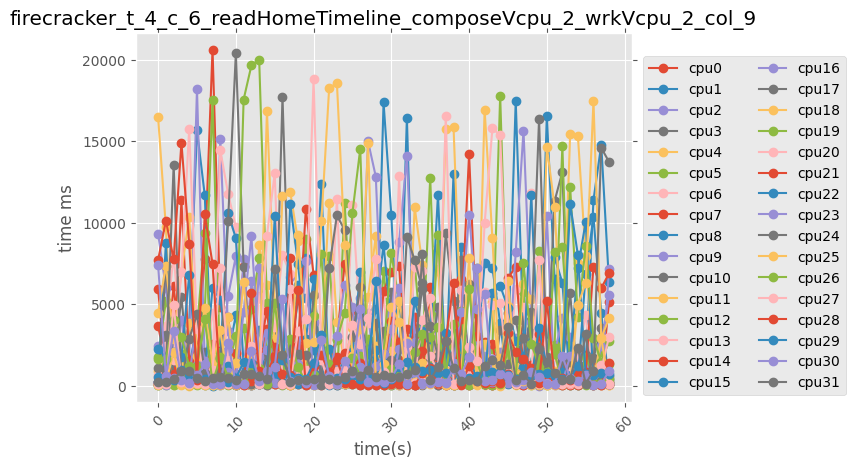 firecracker_t_4_c_6_readHomeTimeline_composeVcpu_2_wrkVcpu_2_col_9
time ms
20000
15000
10000
5000
0
0
10
20
30
40
50
60
time(s)
cpu0
cpu1
cpu2
cpu3
cpu4
cpu5
cpu6
cpu7
cpu8
cpu9
cpu10
cpu11
cpu12
cpu13
cpu14
cpu15
cpu16
cpu17
cpu18
cpu19
cpu20
cpu21
cpu22
cpu23
cpu24
cpu25
cpu26
cpu27
cpu28
cpu29
cpu30
cpu31